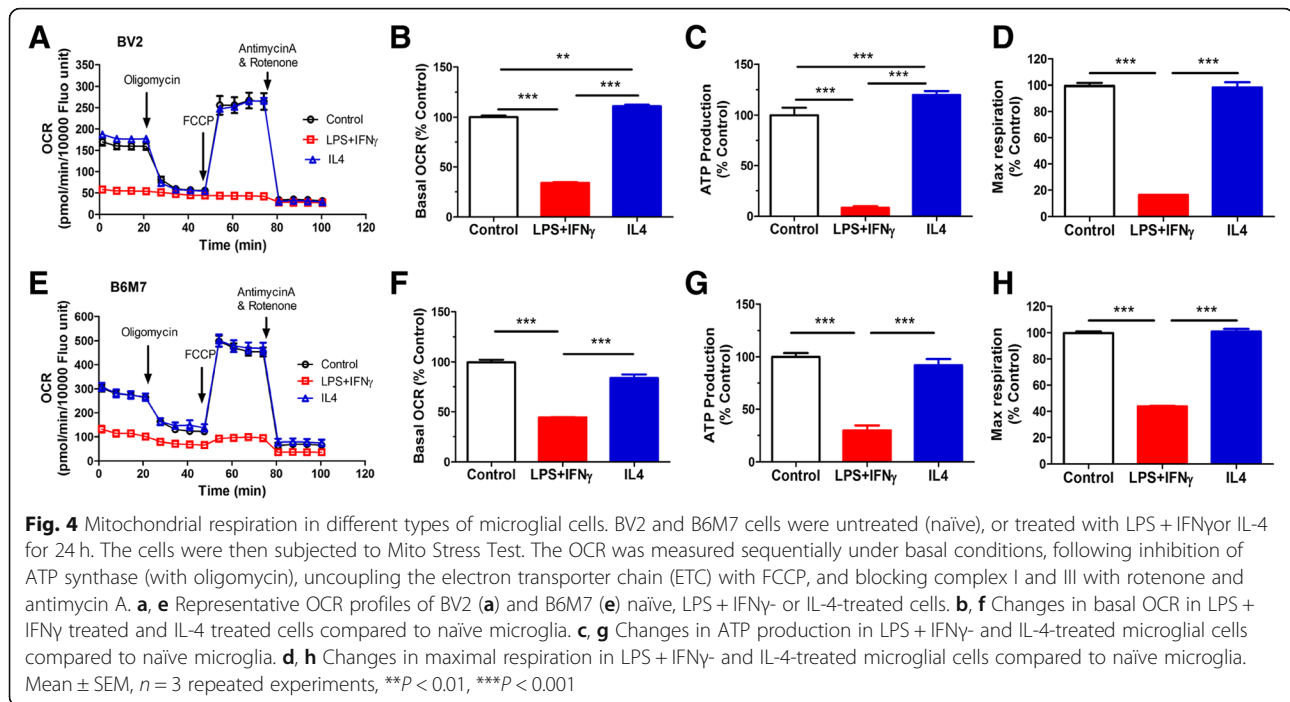 A
BV2
Oligomycin
FCCP
AntimycinA
& Rotenone
OCR
(pmol/min/10000 Fluo unit)
350
300
250
200
150
100
50
0
0 20 40 60 80 100 120
Time (min)
Control
LPS+IFNγ
IL4
B
Basal OCR (% Control)
150
100
50
0
**
***
***
Control LPS+IFNγ IL4
C
ATP Production
(% Control)
150
100
50
0
***
***
***
Control LPS+IFNγ IL4
D
Max respiration
(% Control)
120
100
80
60
40
20
0
***
***
Control LPS+IFNγ IL4
E
B6M7
Oligomycin
FCCP
AntimycinA
& Rotenone
OCR
(pmol/min/10000 Fluo unit)
600
500
400
300
200
100
0
0 20 40 60 80 100 120
Time (min)
Control
LPS+IFNγ
IL4
F
Basal OCR (% Control)
150
100
50
0
***
***
Control LPS+IFNγ IL4
G
ATP Production
(% Control)
150
100
50
0
***
***
Control LPS+IFNγ IL4
H
Max respiration
(% Control)
120
100
80
60
40
20
0
***
***
Control LPS+IFNγ IL4
Fig. 4 Mitochondrial respiration in different types of microglial cells. BV2 and B6M7 cells were untreated (naïve), or treated with LPS + IFNγor IL-4
for 24 h. The cells were then subjected to Mito Stress Test. The OCR was measured sequentially under basal conditions, following inhibition of
ATP synthase (with oligomycin), uncoupling the electron transporter chain (ETC) with FCCP, and blocking complex I and III with rotenone and
antimycin A. a, e Representative OCR profiles of BV2 (a) and B6M7 (e) naïve, LPS + IFNγ- or IL-4-treated cells. b, f Changes in basal OCR in LPS +
IFNγ treated and IL-4 treated cells compared to naïve microglia. c, g Changes in ATP production in LPS + IFNγ- and IL-4-treated microglial cells
compared to naïve microglia. d, h Changes in maximal respiration in LPS + IFNγ- and IL-4-treated microglial cells compared to naïve microglia.
Mean ± SEM, n = 3 repeated experiments, **P < 0.01, ***P < 0.001